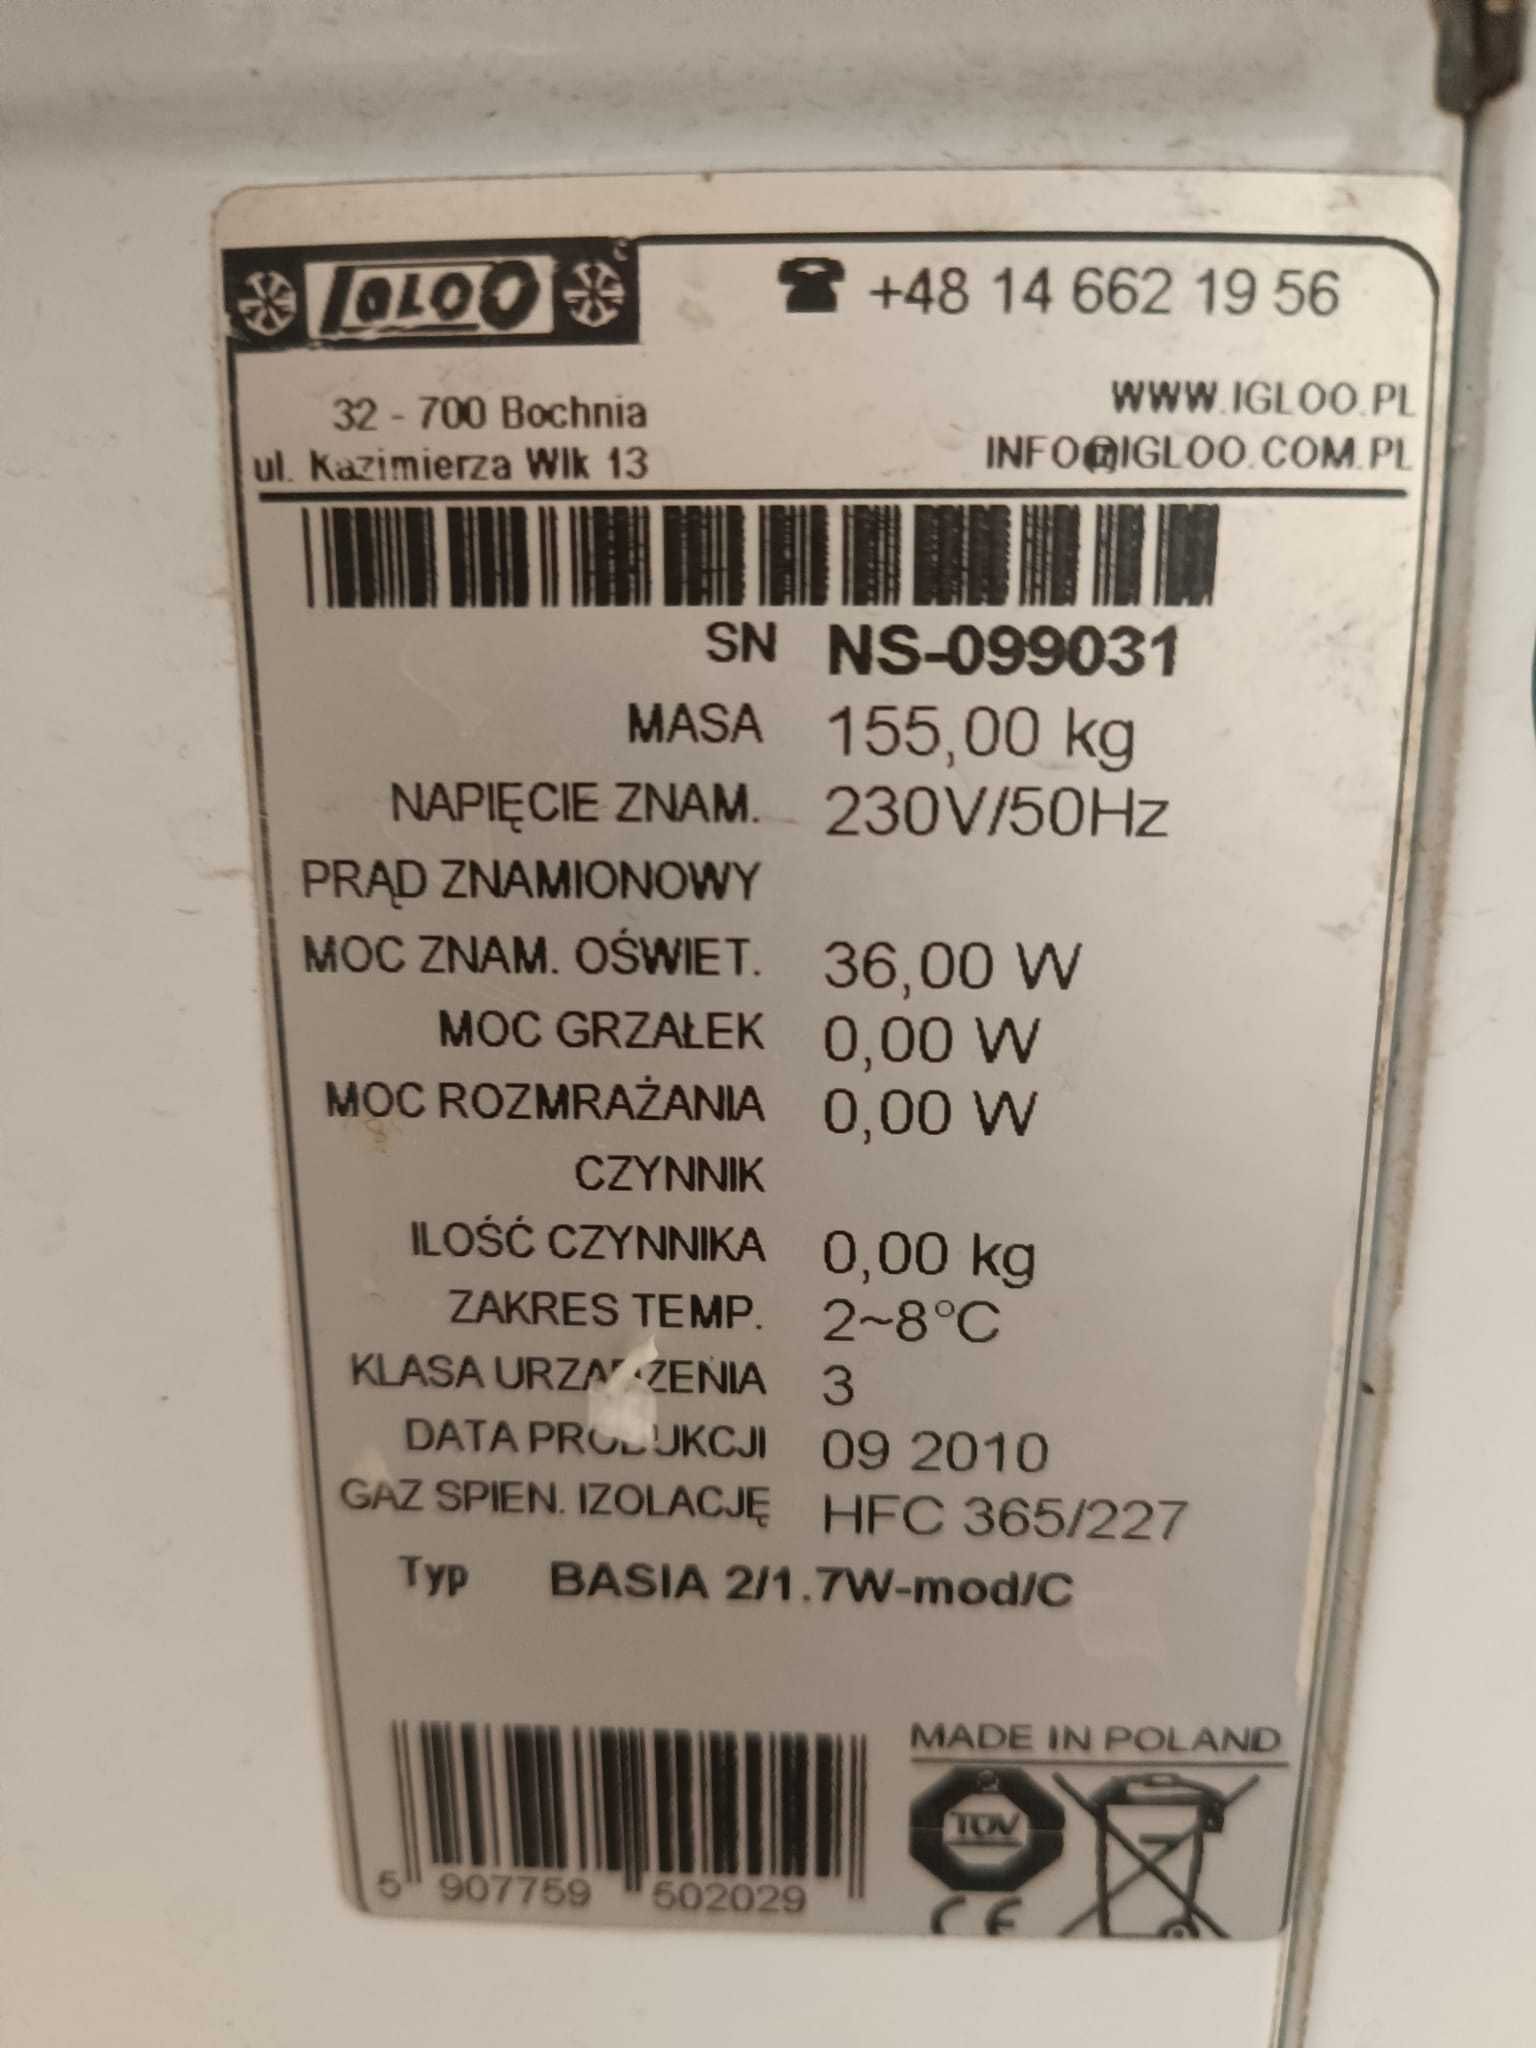 IGLOO
+48 14 662 19 56
32 - 700 Bochnia
ul. Kazimierza Wlk 13
WWW.IGLOO.PL
INFO@IGLOO.COM.PL
SN NS-099031
MASA 155,00 kg
NAPIĘCIE ZNAM. 230V/50Hz
PRĄD ZNAMIONOWY
MOC ZNAM. OŚWIET. 36,00 W
MOC GRZAŁEK 0,00 W
MOC ROZMRAŻANIA 0,00 W
CZYNNIK
ILOŚĆ CZYNNIKA 0,00 kg
ZAKRES TEMP. 2~8°C
KLASA URZĄDZENIA 3
DATA PRODUKCJI 09 2010
GAZ SPIEN. IZOLACJĘ HFC 365/227
Typ BASIA 2/1.7W-mod/C
MADE IN POLAND
TÜV
CE
5 907759 502029